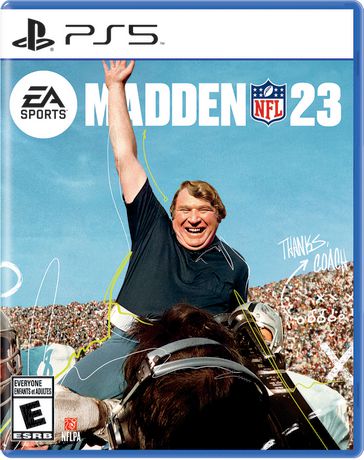 PS5
EA
SPORTS
MADDEN NFL 23
THANKS,
COACH
EVERYONE
ENFANTS et ADULTES
E
ESRB
NFLPA